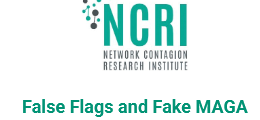 NCRI
NETWORK CONTAGION
RESEARCH INSTITUTE
False Flags and Fake MAGA